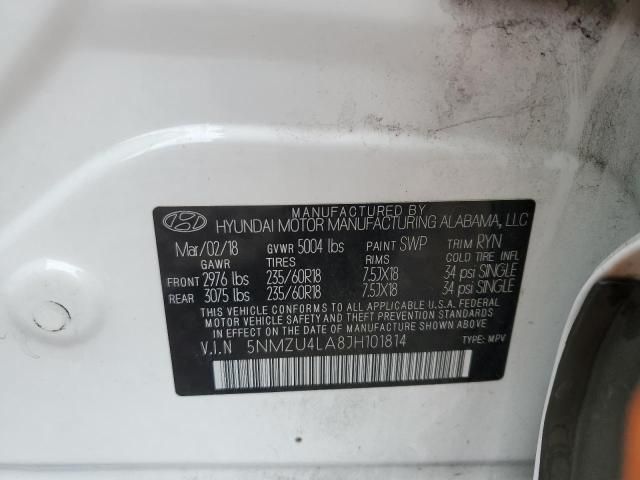 MANUFACTURED BY
HYUNDAI MOTOR MANUFACTURING ALABAMA, LLC
Mar/02/18 GVWR 5004 lbs PAINT SWP TRIM RYN
GAWR TIRES RIMS COLD TIRE INFL
FRONT 2976 lbs 235/60R18 7.5JX18 34 psi SINGLE
REAR 3075 lbs 235/60R18 7.5JX18 34 psi SINGLE
THIS VEHICLE CONFORMS TO ALL APPLICABLE U.S.A. FEDERAL
MOTOR VEHICLE SAFETY AND THEFT PREVENTION STANDARDS
IN EFFECT ON THE DATE OF MANUFACTURE SHOWN ABOVE.
V.I.N 5NMZU4LA8JH101814 TYPE: MPV